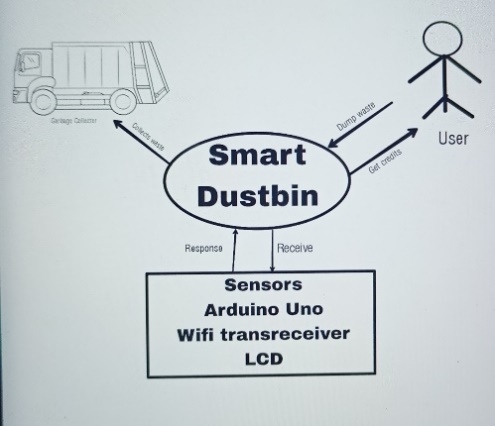 Garbage Collector
Collects waste
Dump waste
Get credits
User
Smart
Dustbin
Response
Receive
Sensors
Arduino Uno
Wifi transreceiver
LCD